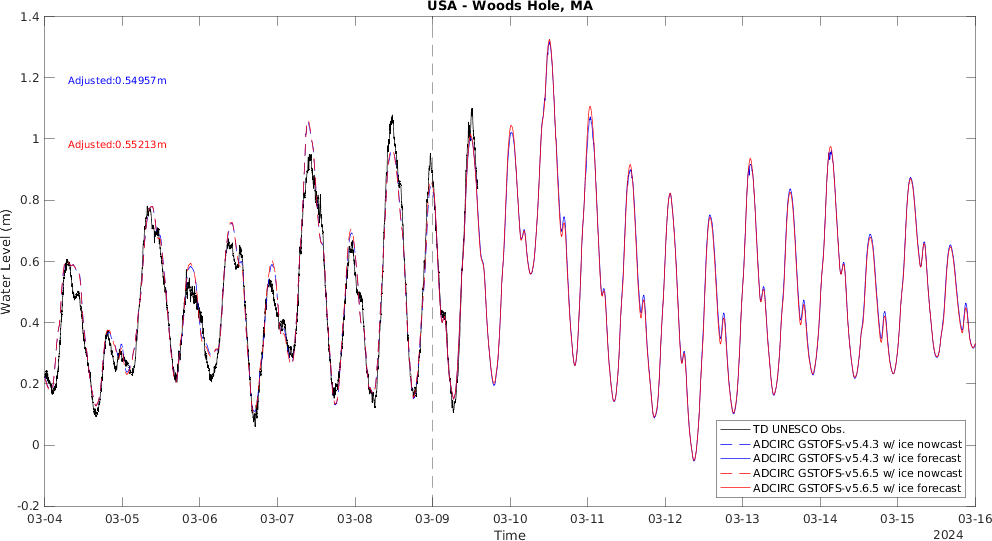 USA - Woods Hole, MA
1.4
1.2
1
0.8
0.6
0.4
0.2
0
-0.2
Water Level (m)
Adjusted:0.54957m
Adjusted:0.55213m
TD UNESCO Obs.
ADCIRC GSTOFS-v5.4.3 w/ ice nowcast
ADCIRC GSTOFS-v5.4.3 w/ ice forecast
ADCIRC GSTOFS-v5.6.5 w/ ice nowcast
ADCIRC GSTOFS-v5.6.5 w/ ice forecast
03-04 03-05 03-06 03-07 03-08 03-09 03-10 03-11 03-12 03-13 03-14 03-15 03-16
Time
2024